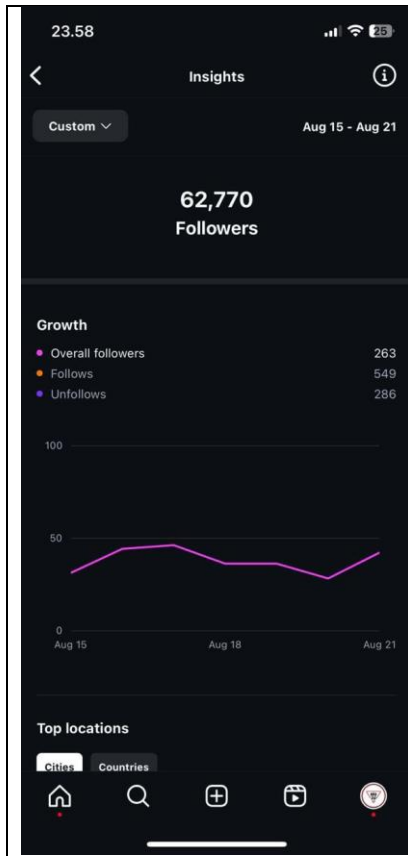 23.58
25
Insights
Custom
Aug 15 - Aug 21
62,770
Followers
Growth
Overall followers 263
Follows 549
Unfollows 286
100
50
0
Aug 15 Aug 18 Aug 21
Top locations
Cities Countries